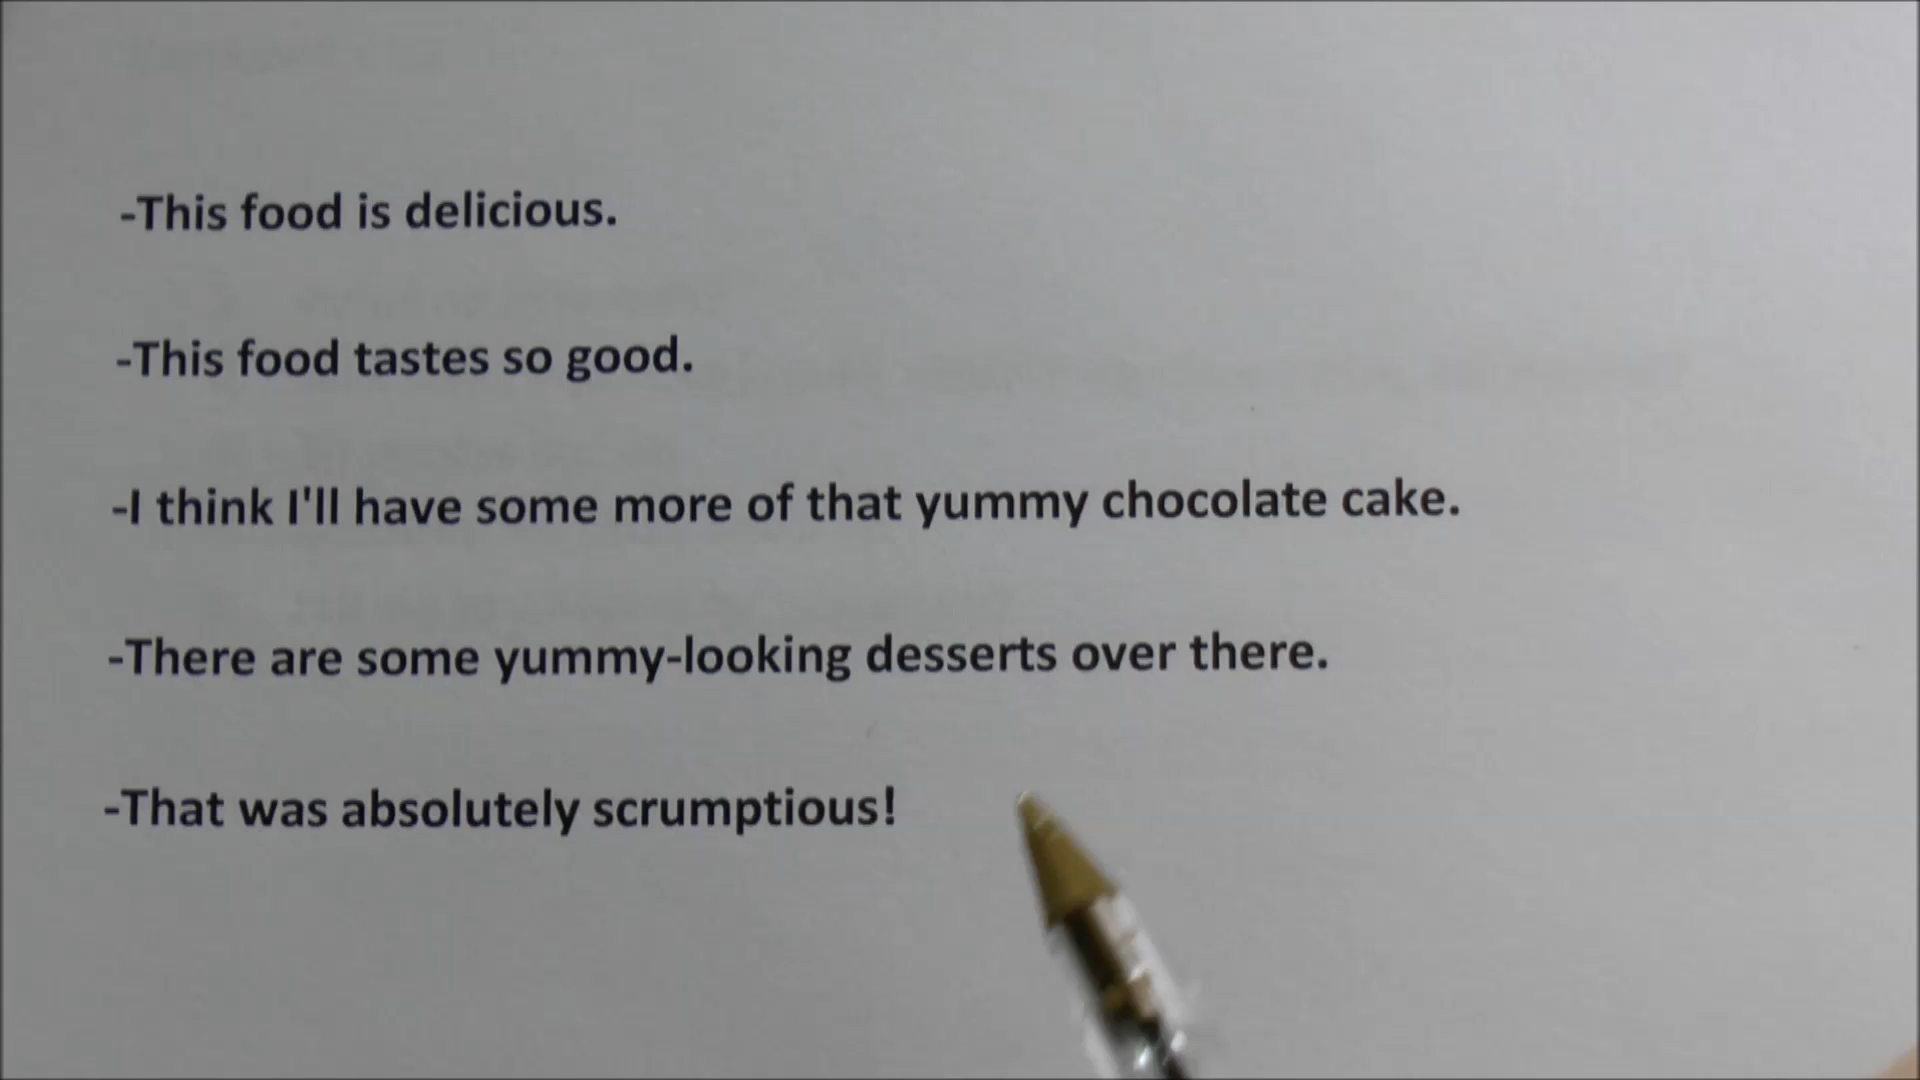 -This food is delicious.
-This food tastes so good.
-I think I'll have some more of that yummy chocolate cake.
-There are some yummy-looking desserts over there.
-That was absolutely scrumptious!